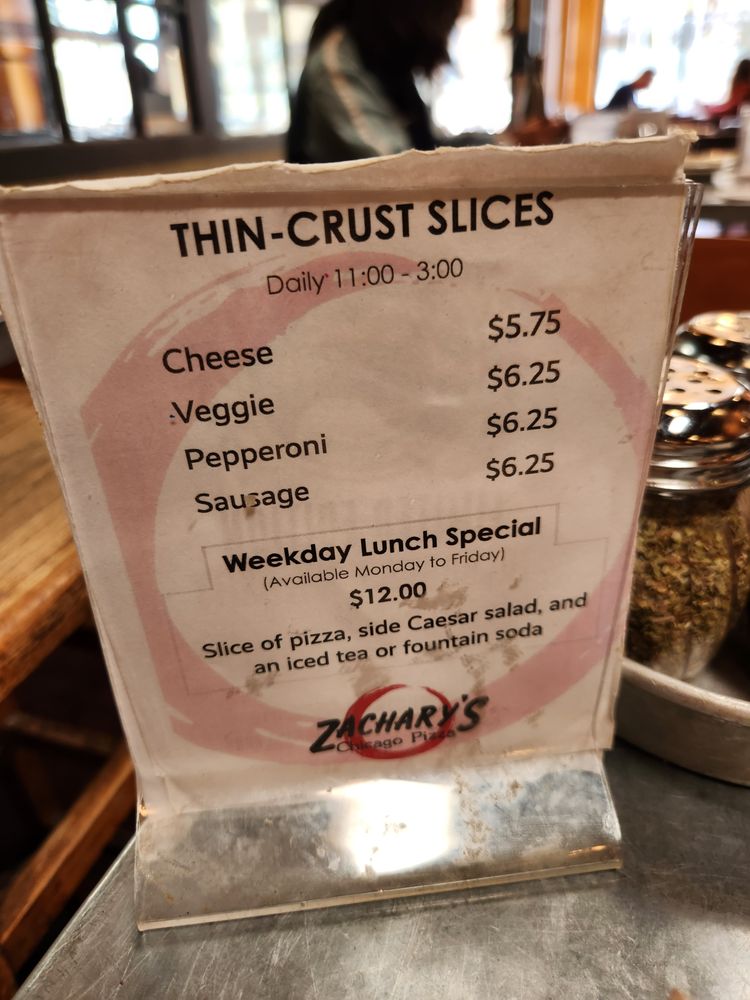 THIN-CRUST SLICES
Daily 11:00 - 3:00
Cheese $5.75
Veggie $6.25
Pepperoni $6.25
Sausage $6.25
Weekday Lunch Special
(Available Monday to Friday)
$12.00
Slice of pizza, side Caesar salad, and
an iced tea or fountain soda
ZACHARY'S
Chicago Pizza